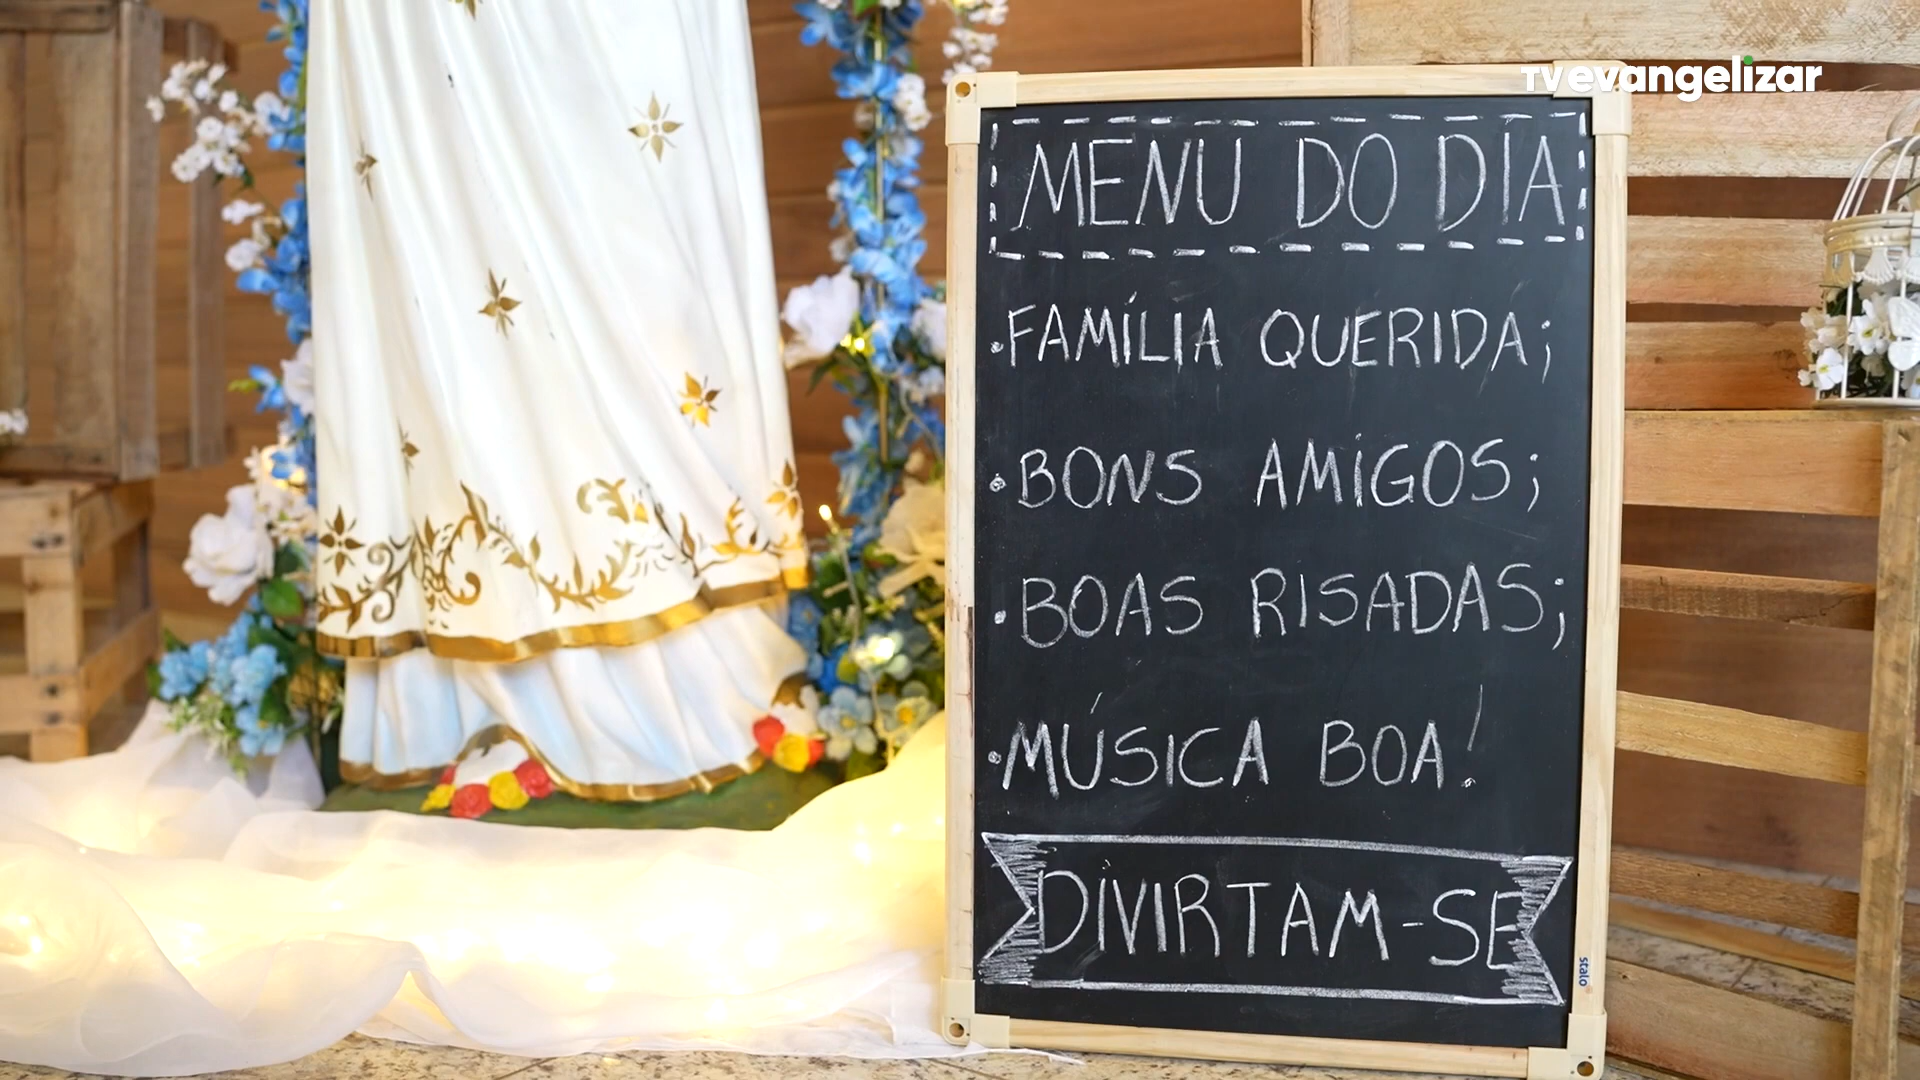 TVevangelizar
MENU DO DIA
• FAMÍLIA QUERIDA;
• BONS AMIGOS;
• BOAS RISADAS;
• MÚSICA BOA!
DIVIRTAM-SE
stalo